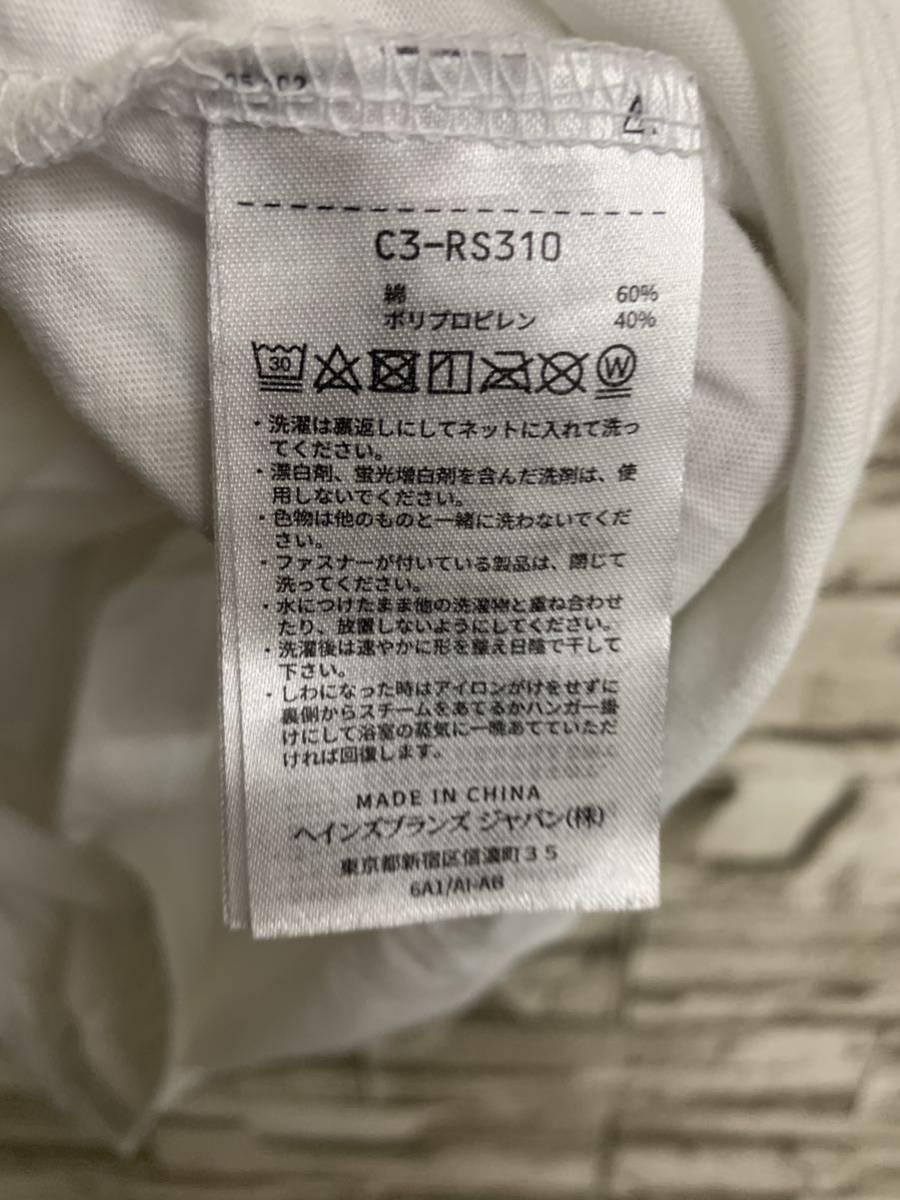 C3-RS310
綿 60%
ポリプロピレン 40%
30 W
・洗濯は裏返しにしてネットに入れて洗っ
てください。
・漂白剤、蛍光増白剤を含んだ洗剤は、使
用しないでください。
・色物は他のものと一緒に洗わないでくだ
さい。
・ファスナーが付いている製品は、閉じて
洗ってください。
・水につけたまま他の洗濯物と重ね合わせ
たり、放置しないようにしてください。
・洗濯後は速やかに形を整え日陰で干して
下さい。
・しわになった時はアイロンがけをせずに
裏側からスチームをあてるかハンガー掛
けにして浴室の蒸気に一晩あてていただ
ければ回復します。
MADE IN CHINA
ヘインズブランズ ジャパン(株)
東京都新宿区信濃町35
6A1/AI-AB